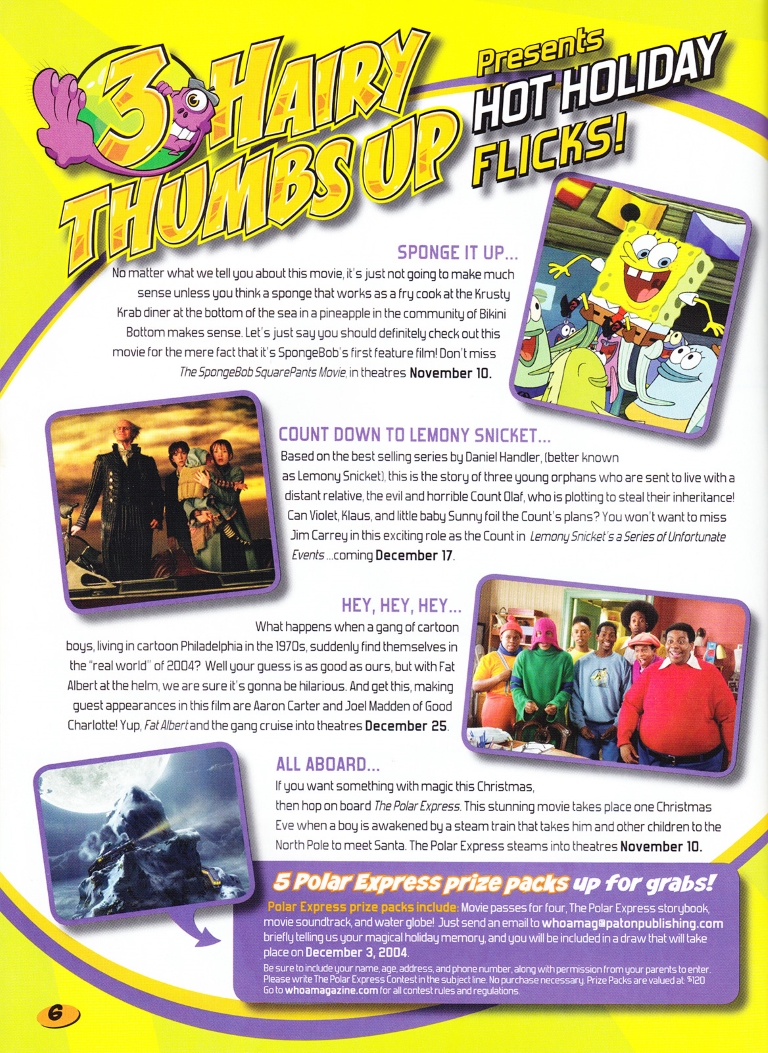 3 HAIRY
THUMBS UP
Presents
HOT HOLIDAY
FLICKS!
SPONGE IT UP...
No matter what we tell you about this movie, it's just not going to make much
sense unless you think a sponge that works as a fry cook at the Krusty
Krab diner at the bottom of the sea in a pineapple in the community of Bikini
Bottom makes sense. Let's just say you should definitely check out this
movie for the mere fact that it's SpongeBob's first feature film! Don't miss
The SpongeBob SquarePants Movie, in theatres November 10.
COUNT DOWN TO LEMONY SNICKET...
Based on the best selling series by Daniel Handler, (better known
as Lemony Snicket), this is the story of three young orphans who are sent to live with a
distant relative, the evil and horrible Count Olaf, who is plotting to steal their inheritance!
Can Violet, Klaus, and little baby Sunny foil the Count's plans? You won't want to miss
Jim Carrey in this exciting role as the Count in Lemony Snicket's a Series of Unfortunate
Events ...coming December 17.
HEY, HEY, HEY...
What happens when a gang of cartoon
boys, living in cartoon Philadelphia in the 1970s, suddenly find themselves in
the "real world" of 2004? Well your guess is as good as ours, but with Fat
Albert at the helm, we are sure it's gonna be hilarious. And get this, making
guest appearances in this film are Aaron Carter and Joel Madden of Good
Charlotte! Yup, Fat Albert and the gang cruise into theatres December 25.
ALL ABOARD...
If you want something with magic this Christmas,
then hop on board The Polar Express. This stunning movie takes place one Christmas
Eve when a boy is awakened by a steam train that takes him and other children to the
North Pole to meet Santa. The Polar Express steams into theatres November 10.
5 Polar Express prize packs up for grabs!
Polar Express prize packs include: Movie passes for four, The Polar Express storybook,
movie soundtrack, and water globe! Just send an email to whoamag@patonpublishing.com
briefly telling us your magical holiday memory, and you will be included in a draw that will take
place on December 3, 2004.
Be sure to include your name, age, address, and phone number, along with permission from your parents to enter.
Please write The Polar Express Contest in the subject line. No purchase necessary. Prize Packs are valued at $120
Go to whoamagazine.com for all contest rules and regulations.
6